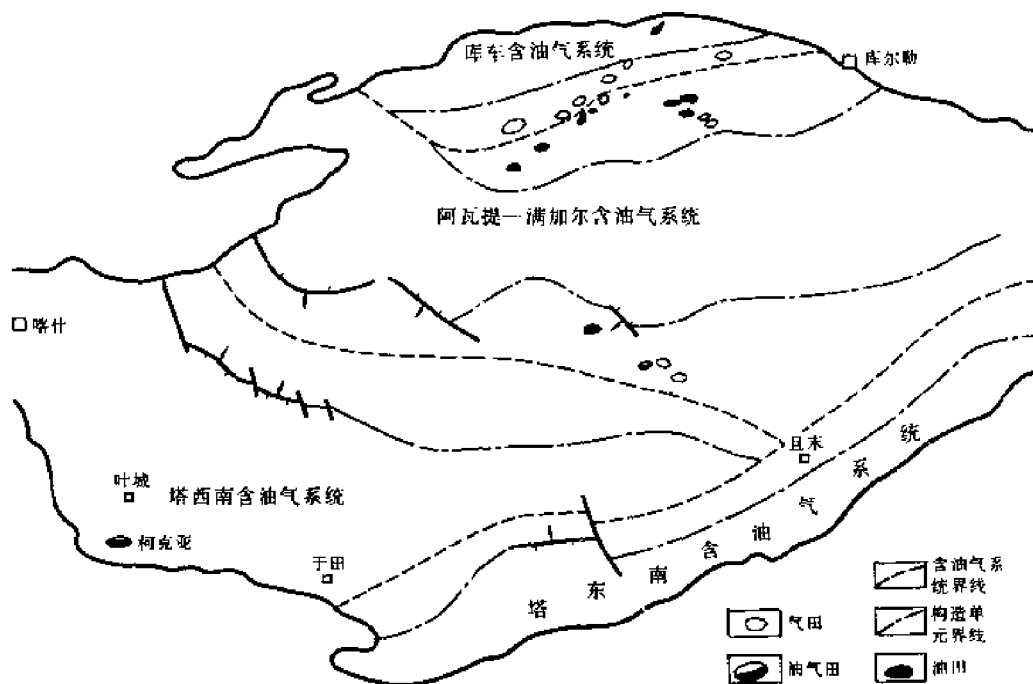 库车含油气系统
库尔勒
阿瓦提一满加尔含油气系统
喀什
且末
叶城
塔西南含油气系统
柯克亚
于田
塔东南含油气系统
含油气系
统界线
气田
构造单
元界线
油气田
油田